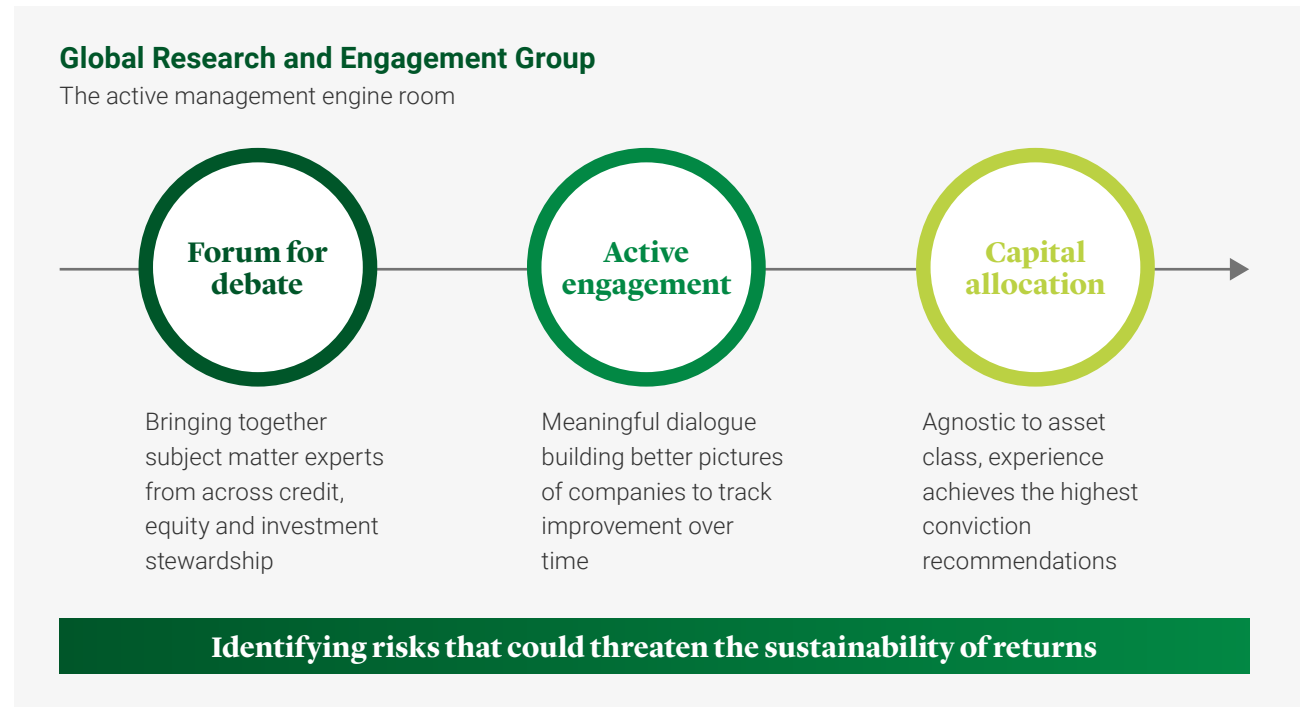 Global Research and Engagement Group
The active management engine room
Forum for
debate
Bringing together
subject matter experts
from across credit,
equity and investment
stewardship
Active
engagement
Meaningful dialogue
building better pictures
of companies to track
improvement over
time
Capital
allocation
Agnostic to asset
class, experience
achieves the highest
conviction
recommendations
Identifying risks that could threaten the sustainability of returns